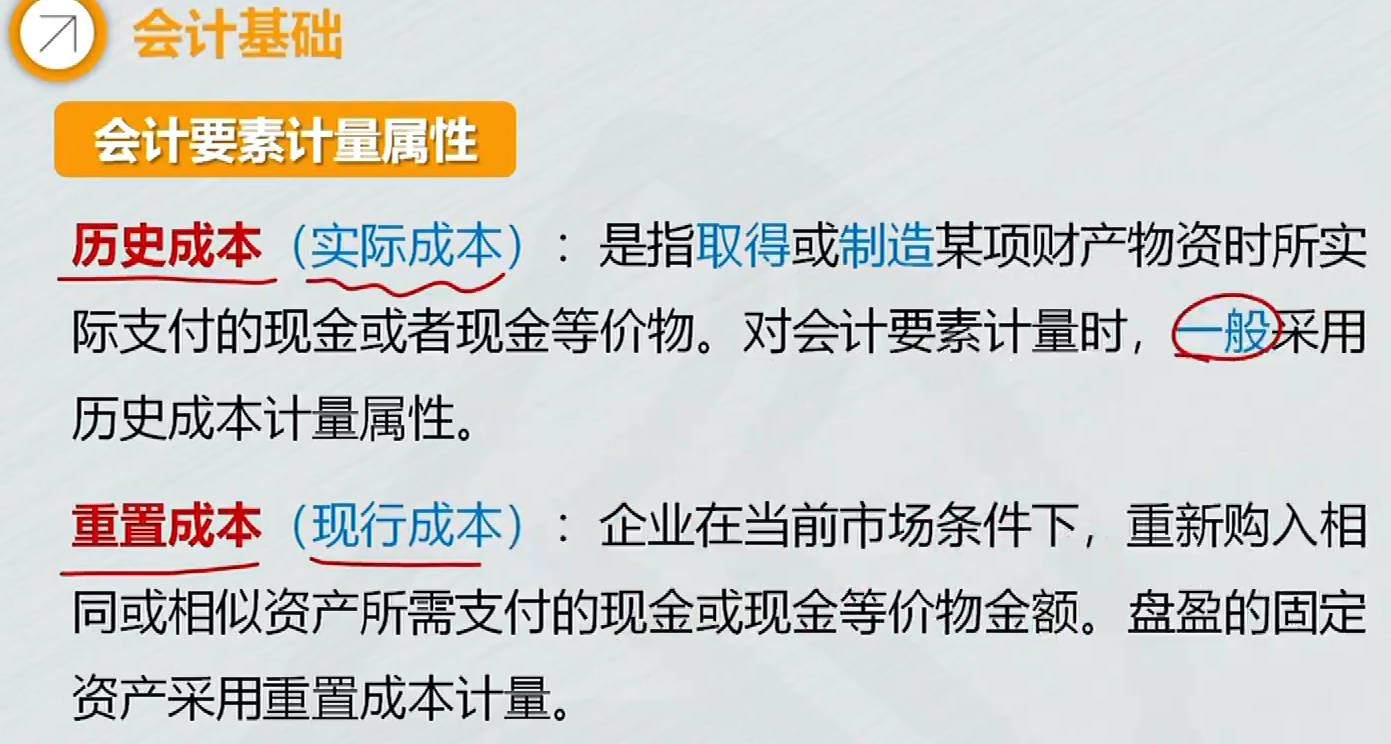 会计基础
会计要素计量属性
历史成本（实际成本）：是指取得或制造某项财产物资时所实
际支付的现金或者现金等价物。对会计要素计量时，一般采用
历史成本计量属性。
重置成本（现行成本）：企业在当前市场条件下，重新购入相
同或相似资产所需支付的现金或现金等价物金额。盘盈的固定
资产采用重置成本计量。